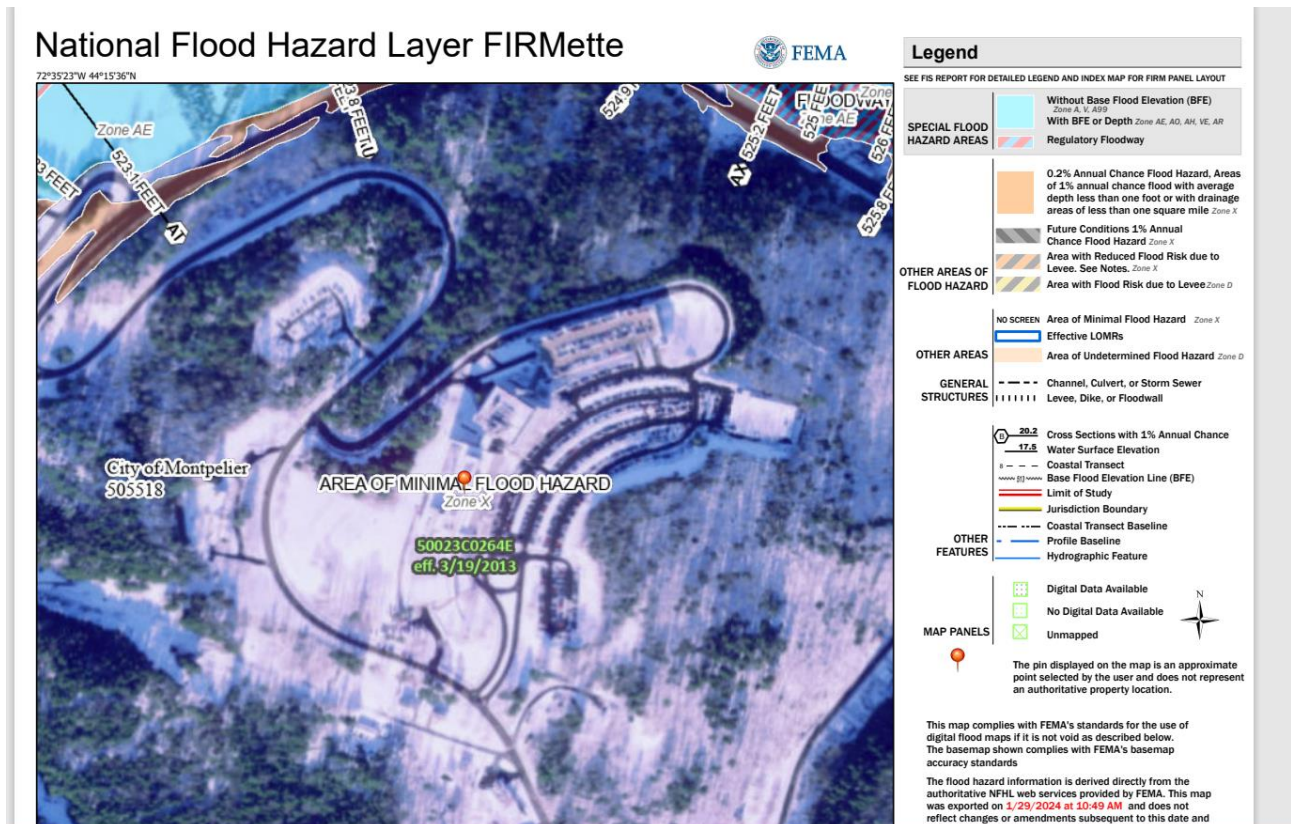 National Flood Hazard Layer FIRMette
FEMA
72°35'23"W 44°15'36"N
Zone AE
523.1 FEET
AT
AU
524.9
AX
525.2 FEET
FLOODWAY
Zone AE
525.8 FEET
City of Montpelier
505518
AREA OF MINIMAL FLOOD HAZARD
Zone X
50023C0264E
eff. 3/19/2013
Legend
SEE FIS REPORT FOR DETAILED LEGEND AND INDEX MAP FOR FIRM PANEL LAYOUT
SPECIAL FLOOD
HAZARD AREAS
Without Base Flood Elevation (BFE)
Zone A, V, A99
With BFE or Depth Zone AE, AO, AH, VE, AR
Regulatory Floodway
OTHER AREAS OF
FLOOD HAZARD
0.2% Annual Chance Flood Hazard, Areas
of 1% annual chance flood with average
depth less than one foot or with drainage
areas of less than one square mile Zone X
Future Conditions 1% Annual
Chance Flood Hazard Zone X
Area with Reduced Flood Risk due to
Levee. See Notes. Zone X
Area with Flood Risk due to Levee Zone D
OTHER AREAS
NO SCREEN Area of Minimal Flood Hazard Zone X
Effective LOMRs
Area of Undetermined Flood Hazard Zone D
GENERAL
STRUCTURES
Channel, Culvert, or Storm Sewer
Levee, Dike, or Floodwall
OTHER
FEATURES
B 20.2 Cross Sections with 1% Annual Chance
17.5 Water Surface Elevation
8 Coastal Transect
513 Base Flood Elevation Line (BFE)
Limit of Study
Jurisdiction Boundary
Coastal Transect Baseline
Profile Baseline
Hydrographic Feature
MAP PANELS
Digital Data Available
No Digital Data Available
Unmapped
N
The pin displayed on the map is an approximate
point selected by the user and does not represent
an authoritative property location.
This map complies with FEMA's standards for the use of
digital flood maps if it is not void as described below.
The basemap shown complies with FEMA's basemap
accuracy standards
The flood hazard information is derived directly from the
authoritative NFHL web services provided by FEMA. This map
was exported on 1/29/2024 at 10:49 AM and does not
reflect changes or amendments subsequent to this date and